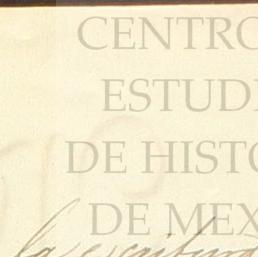 CENTRO
ESTUDI
DE HISTO
DE MEX
la escritura